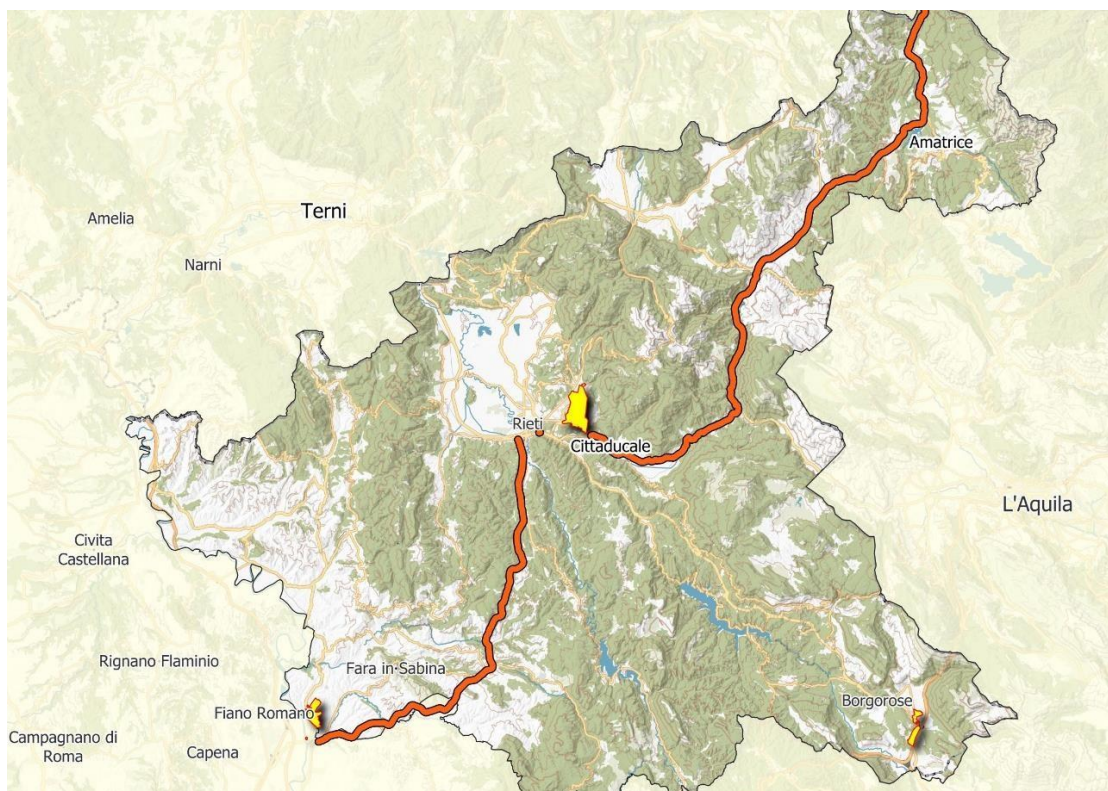 Amatrice
Amelia
Terni
Narni
Rieti
Cittaducale
L'Aquila
Civita
Castellana
Rignano Flaminio
Fara in Sabina
Fiano Romano
Borgorose
Campagnano di
Roma
Capena